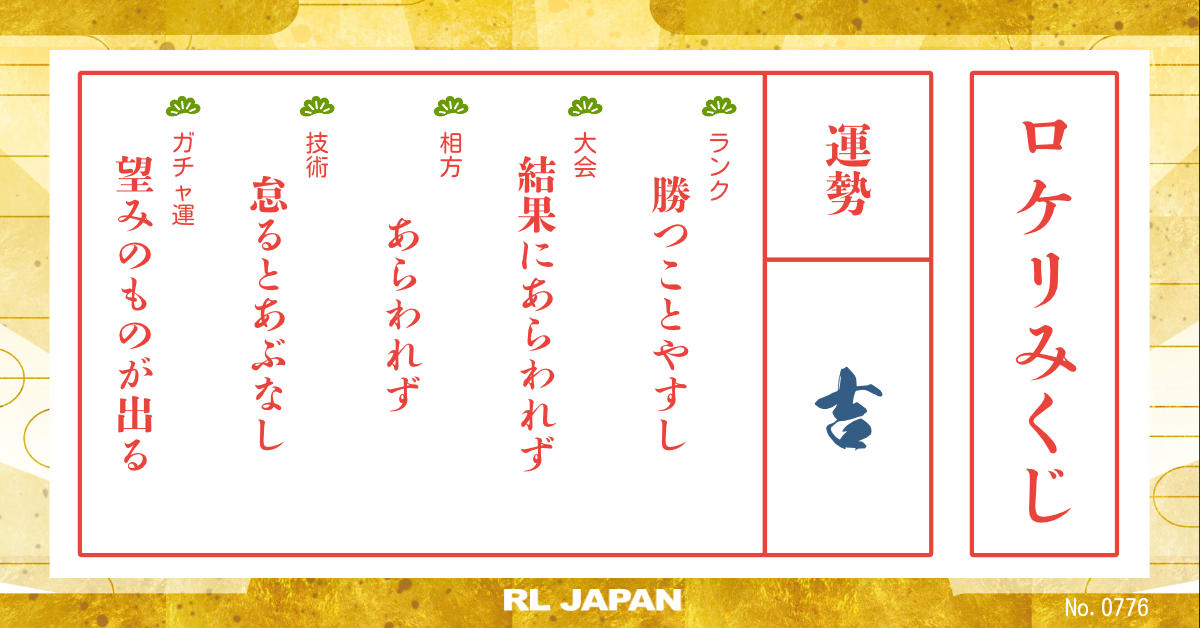 ロケリみくじ
運勢
吉
ランク
勝つことやすし
大会
結果にあらわれず
相方
あらわれず
技術
怠るとあぶなし
ガチャ運
望みのものが出る
RL JAPAN
No. 0776